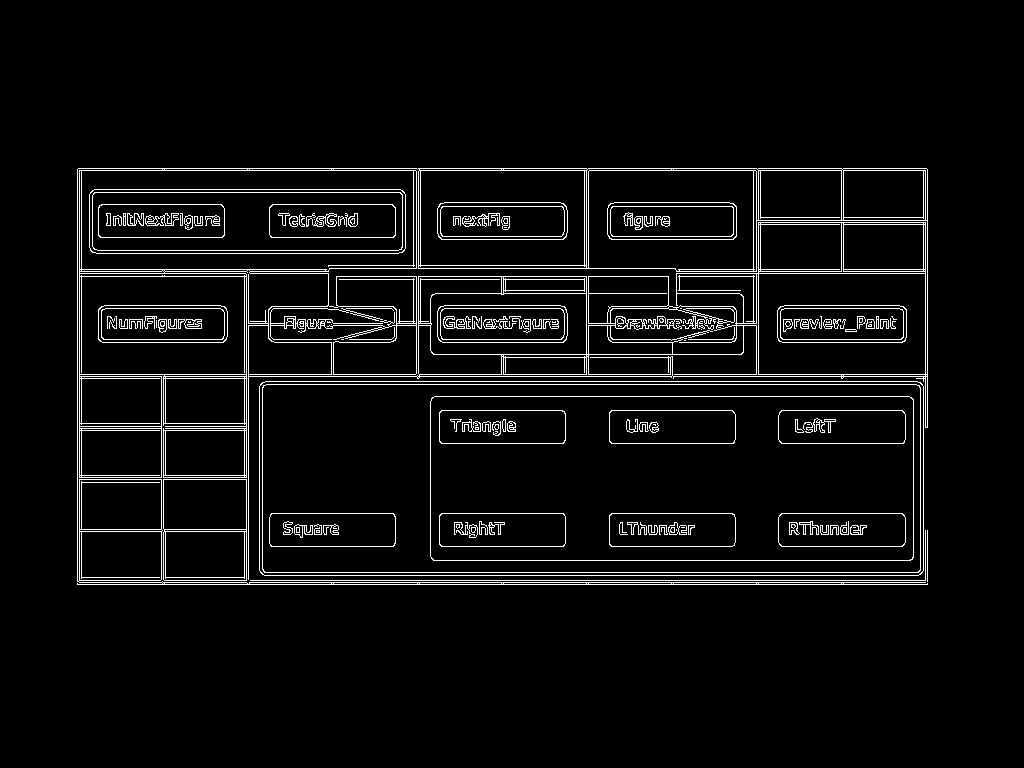 InitNextFigure TetrisGrid nextFig figure
NumFigures Figure GetNextFigure DrawPreview preview_Paint
Triangle Line LeftT
Square RightT LThunder RThunder